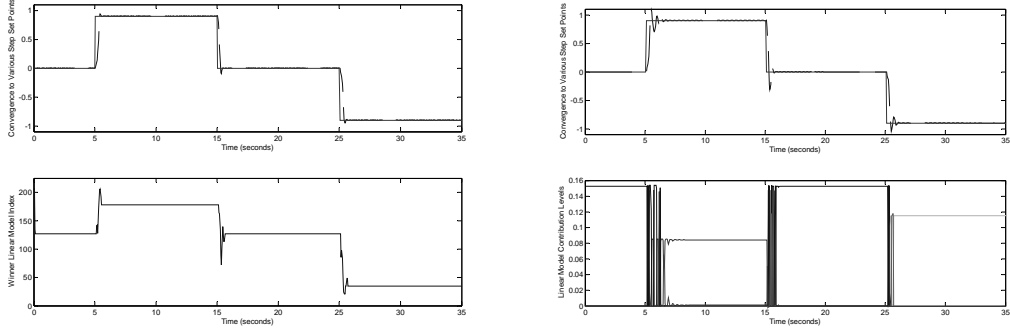 Convergence to Various Step Set Points
1
0.5
0
-0.5
-1
0 5 10 15 20 25 30 35
Time (seconds)
Convergence to Various Step Set Points
1
0.5
0
-0.5
-1
0 5 10 15 20 25 30 35
Time (seconds)
Winner Linear Model Index
200
150
100
50
0
0 5 10 15 20 25 30 35
Time (seconds)
Linear Model Contribution Levels
0.16
0.12
0.08
0.06
0.04
0.02
0
0 5 10 15 20 25 30 35
Time (seconds)